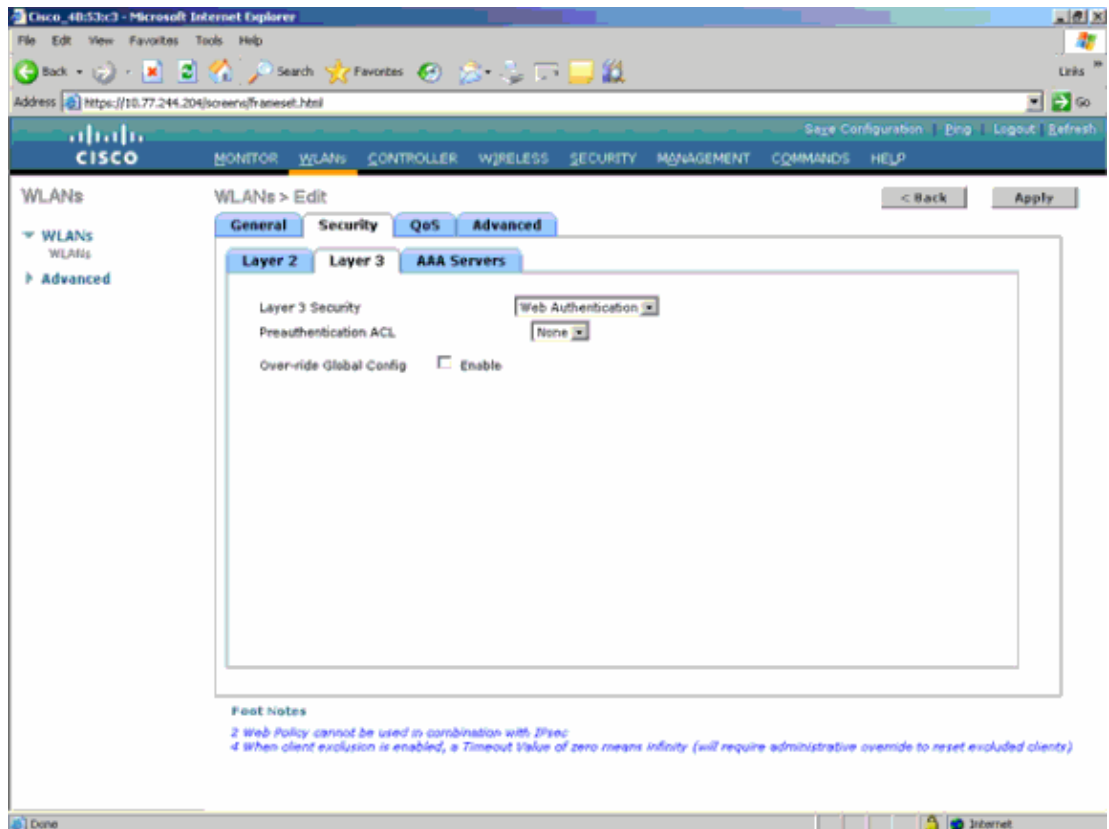 Cisco_48:53:c3 - Microsoft Internet Explorer
File Edit View Favorites Tools Help
Back Search Favorites Links
Address https://10.77.244.204/screens/frameset.html Go
Save Configuration | Ping | Logout | Refresh
CISCO MONITOR WLANs CONTROLLER WIRELESS SECURITY MANAGEMENT COMMANDS HELP
WLANs
WLANs
WLANs
Advanced
WLANs > Edit
< Back Apply
General Security QoS Advanced
Layer 2 Layer 3 AAA Servers
Layer 3 Security Web Authentication
Preauthentication ACL None
Over-ride Global Config Enable
Foot Notes
2 Web Policy cannot be used in combination with IPsec
4 When client exclusion is enabled, a Timeout Value of zero means infinity (will require administrative override to reset excluded clients)
Done Internet